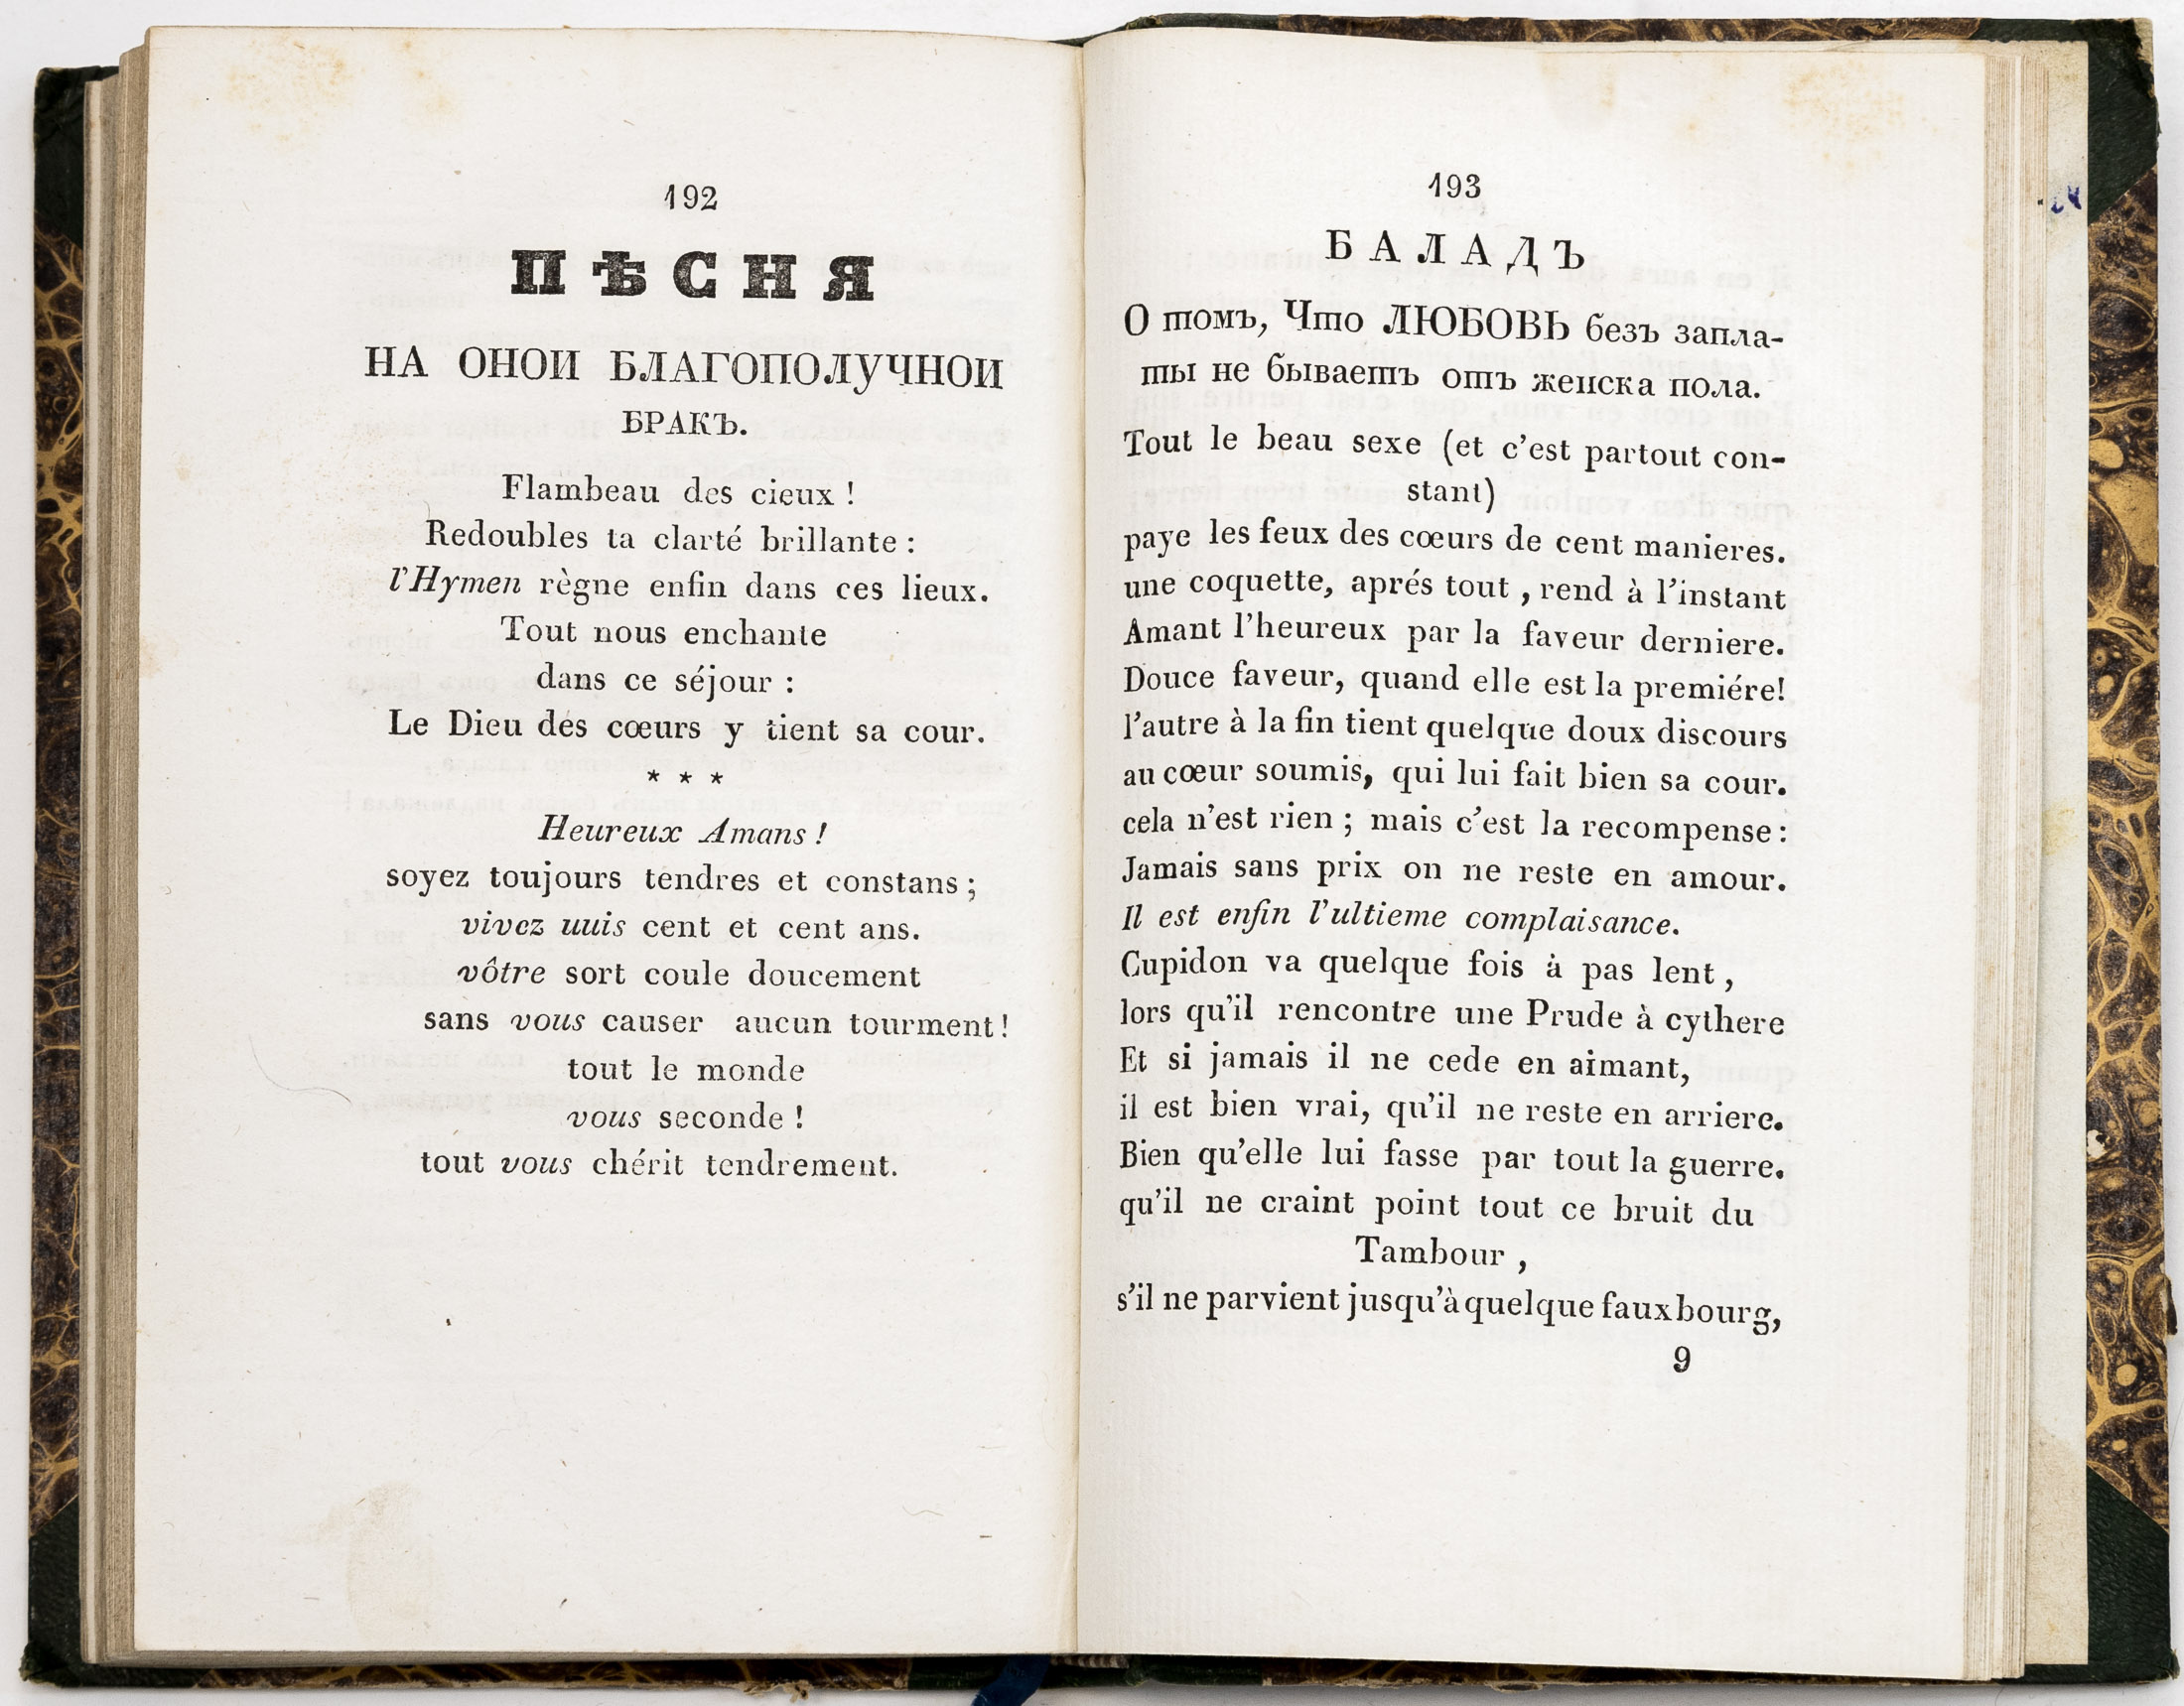 192
ПѢСНЯ
НА ОНОИ БЛАГОПОЛУЧНОИ
БРАКЪ.
Flambeau des cieux !
Redoubles ta clarté brillante :
l'Hymen règne enfin dans ces lieux.
Tout nous enchante
dans ce séjour :
Le Dieu des cœurs y tient sa cour.
* * *
Heureux Amans !
soyez toujours tendres et constans ;
vivez uuis cent et cent ans.
vôtre sort coule doucement
sans vous causer aucun tourment !
tout le monde
vous seconde !
tout vous chérit tendrement.
193
БАЛАДЪ
О томъ, Что ЛЮБОВЬ безъ запла-
ты не бываетъ отъ женска пола.
Tout le beau sexe (et c'est partout con-
stant)
paye les feux des cœurs de cent manieres.
une coquette, aprés tout , rend à l'instant
Amant l'heureux par la faveur derniere.
Douce faveur, quand elle est la premiére!
l'autre à la fin tient quelque doux discours
au cœur soumis, qui lui fait bien sa cour.
cela n'est rien ; mais c'est la recompense :
Jamais sans prix on ne reste en amour.
Il est enfin l'ultieme complaisance.
Cupidon va quelque fois à pas lent ,
lors qu'il rencontre une Prude à cythere
Et si jamais il ne cede en aimant,
il est bien vrai, qu'il ne reste en arriere.
Bien qu'elle lui fasse par tout la guerre.
qu'il ne craint point tout ce bruit du
Tambour ,
s'il ne parvient jusqu'à quelque fauxbourg,
9